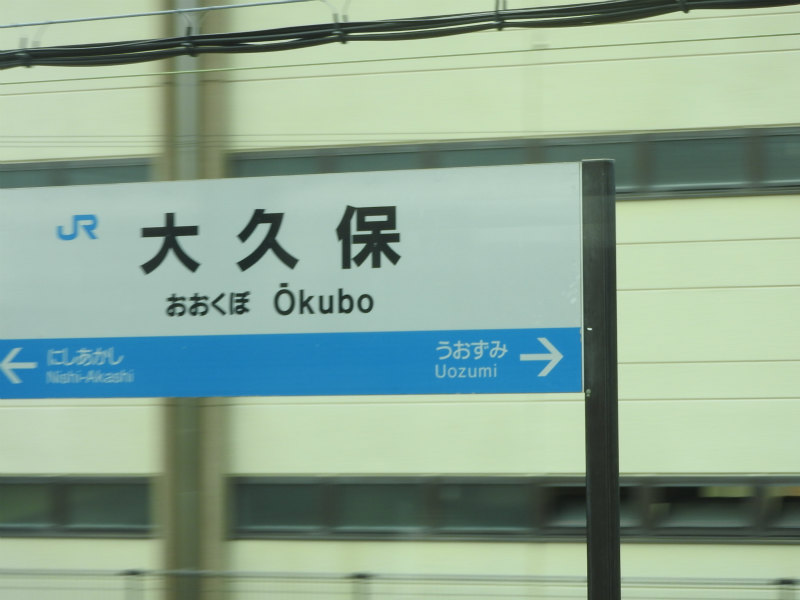 JR 大久保
おおくぼ Ōkubo
← にしあかし うおずみ →
Nishi-Akashi Uozumi